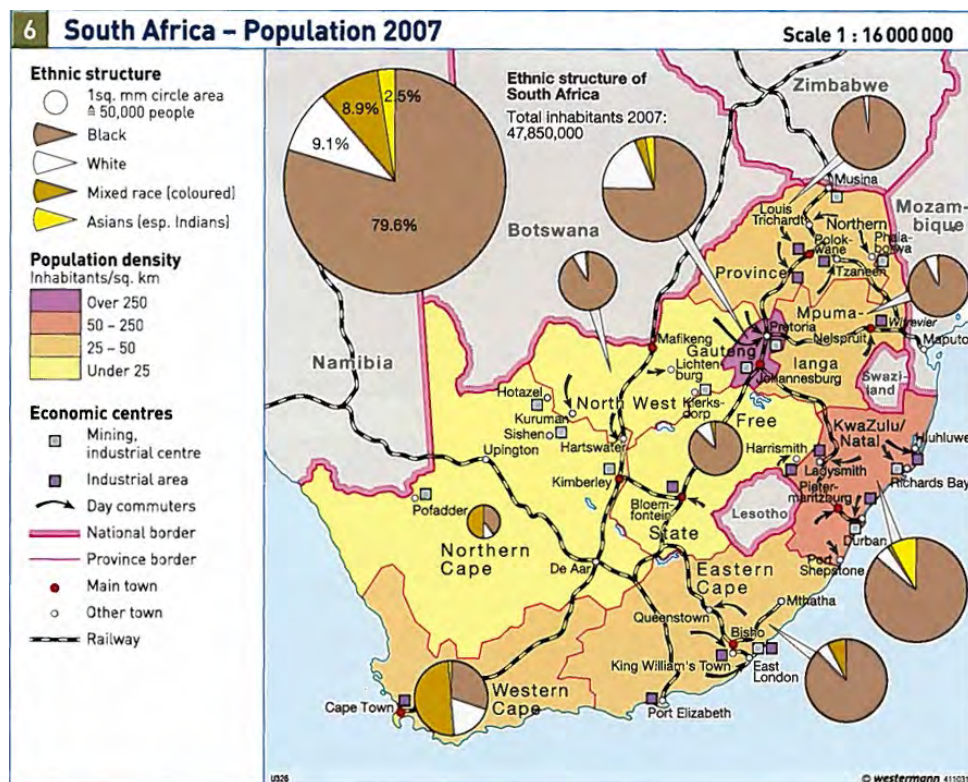 6 South Africa – Population 2007
Scale 1 : 16 000 000
Ethnic structure
1sq. mm circle area
≙ 50,000 people
Black
White
Mixed race (coloured)
Asians (esp. Indians)
Population density
Inhabitants/sq. km
Over 250
50 - 250
25 - 50
Under 25
Economic centres
Mining,
industrial centre
Industrial area
Day commuters
National border
Province border
Main town
Other town
Railway
Ethnic structure of
South Africa
Total inhabitants 2007:
47,850,000
8.9%
2.5%
9.1%
79.6%
Zimbabwe
Musina
Louis
Trichardt
Northern
Mozam-
bique
Botswana
Polok-
wane
Phala-
borwa
Tzaneen
Province
Mpuma-
Namibia
Mafikeng
Pretoria
Witrevier
Nelspruit
Maputo
Gauteng
Lichten
burg
langa
Johannesburg
Swazi-
land
Hotazel
North West
Klerks-
dorp
Kuruman
Free
KwaZulu/
Natal
Sishen
Hartswater
Harrismith
Hluhluwe
Upington
Ladysmith
Richards Bay
Kimberley
Pieter-
maritzburg
Pofadder
Bloem-
fontein
Lesotho
Durban
Northern
Cape
State
Port
Shepstone
De Aar
Eastern
Cape
Mthatha
Queenstown
Bisho
King William's Town
East
London
Western
Cape
Cape Town
Port Elizabeth
U326
© westermann